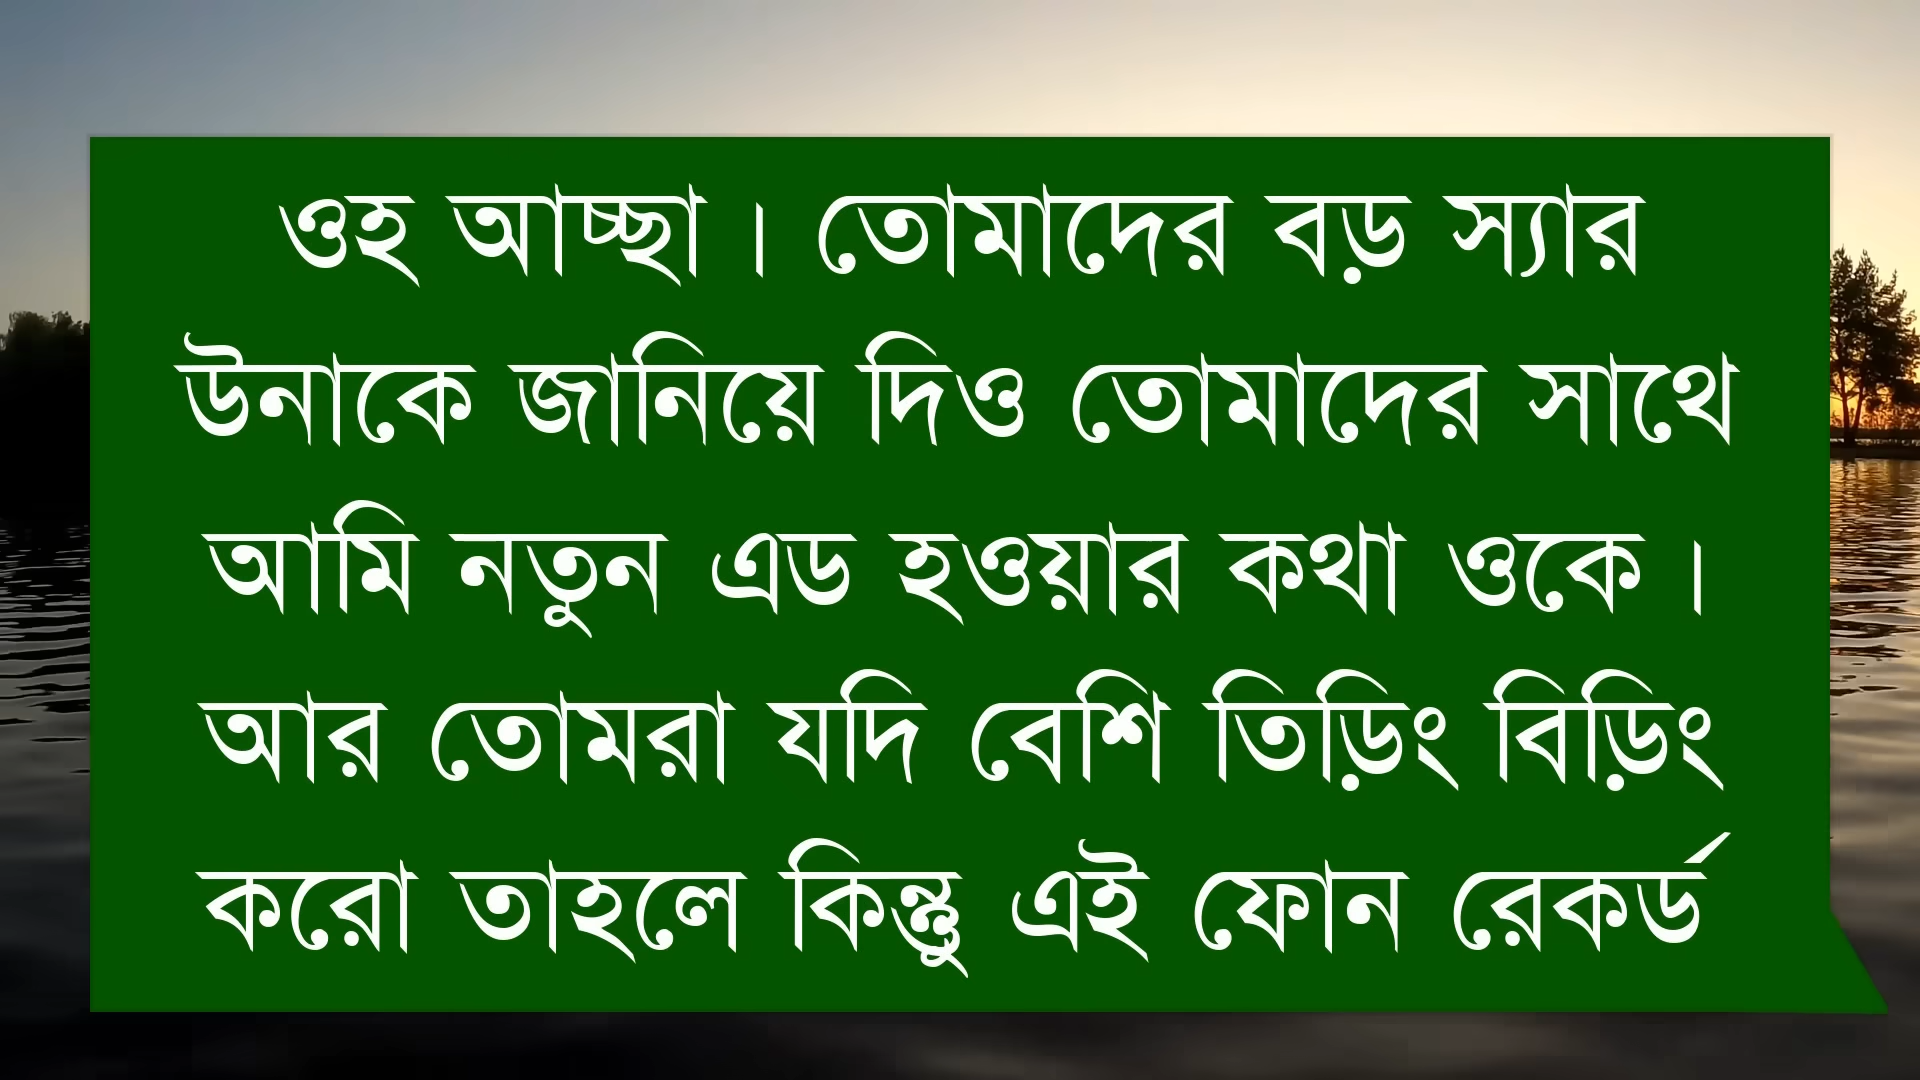 ওহ আচ্ছা । তোমাদের বড় স্যার
উনাকে জানিয়ে দিও তোমাদের সাথে
আমি নতুন এড হওয়ার কথা ওকে ।
আর তোমরা যদি বেশি তিড়িং বিড়িং
করো তাহলে কিন্তু এই ফোন রেকর্ড